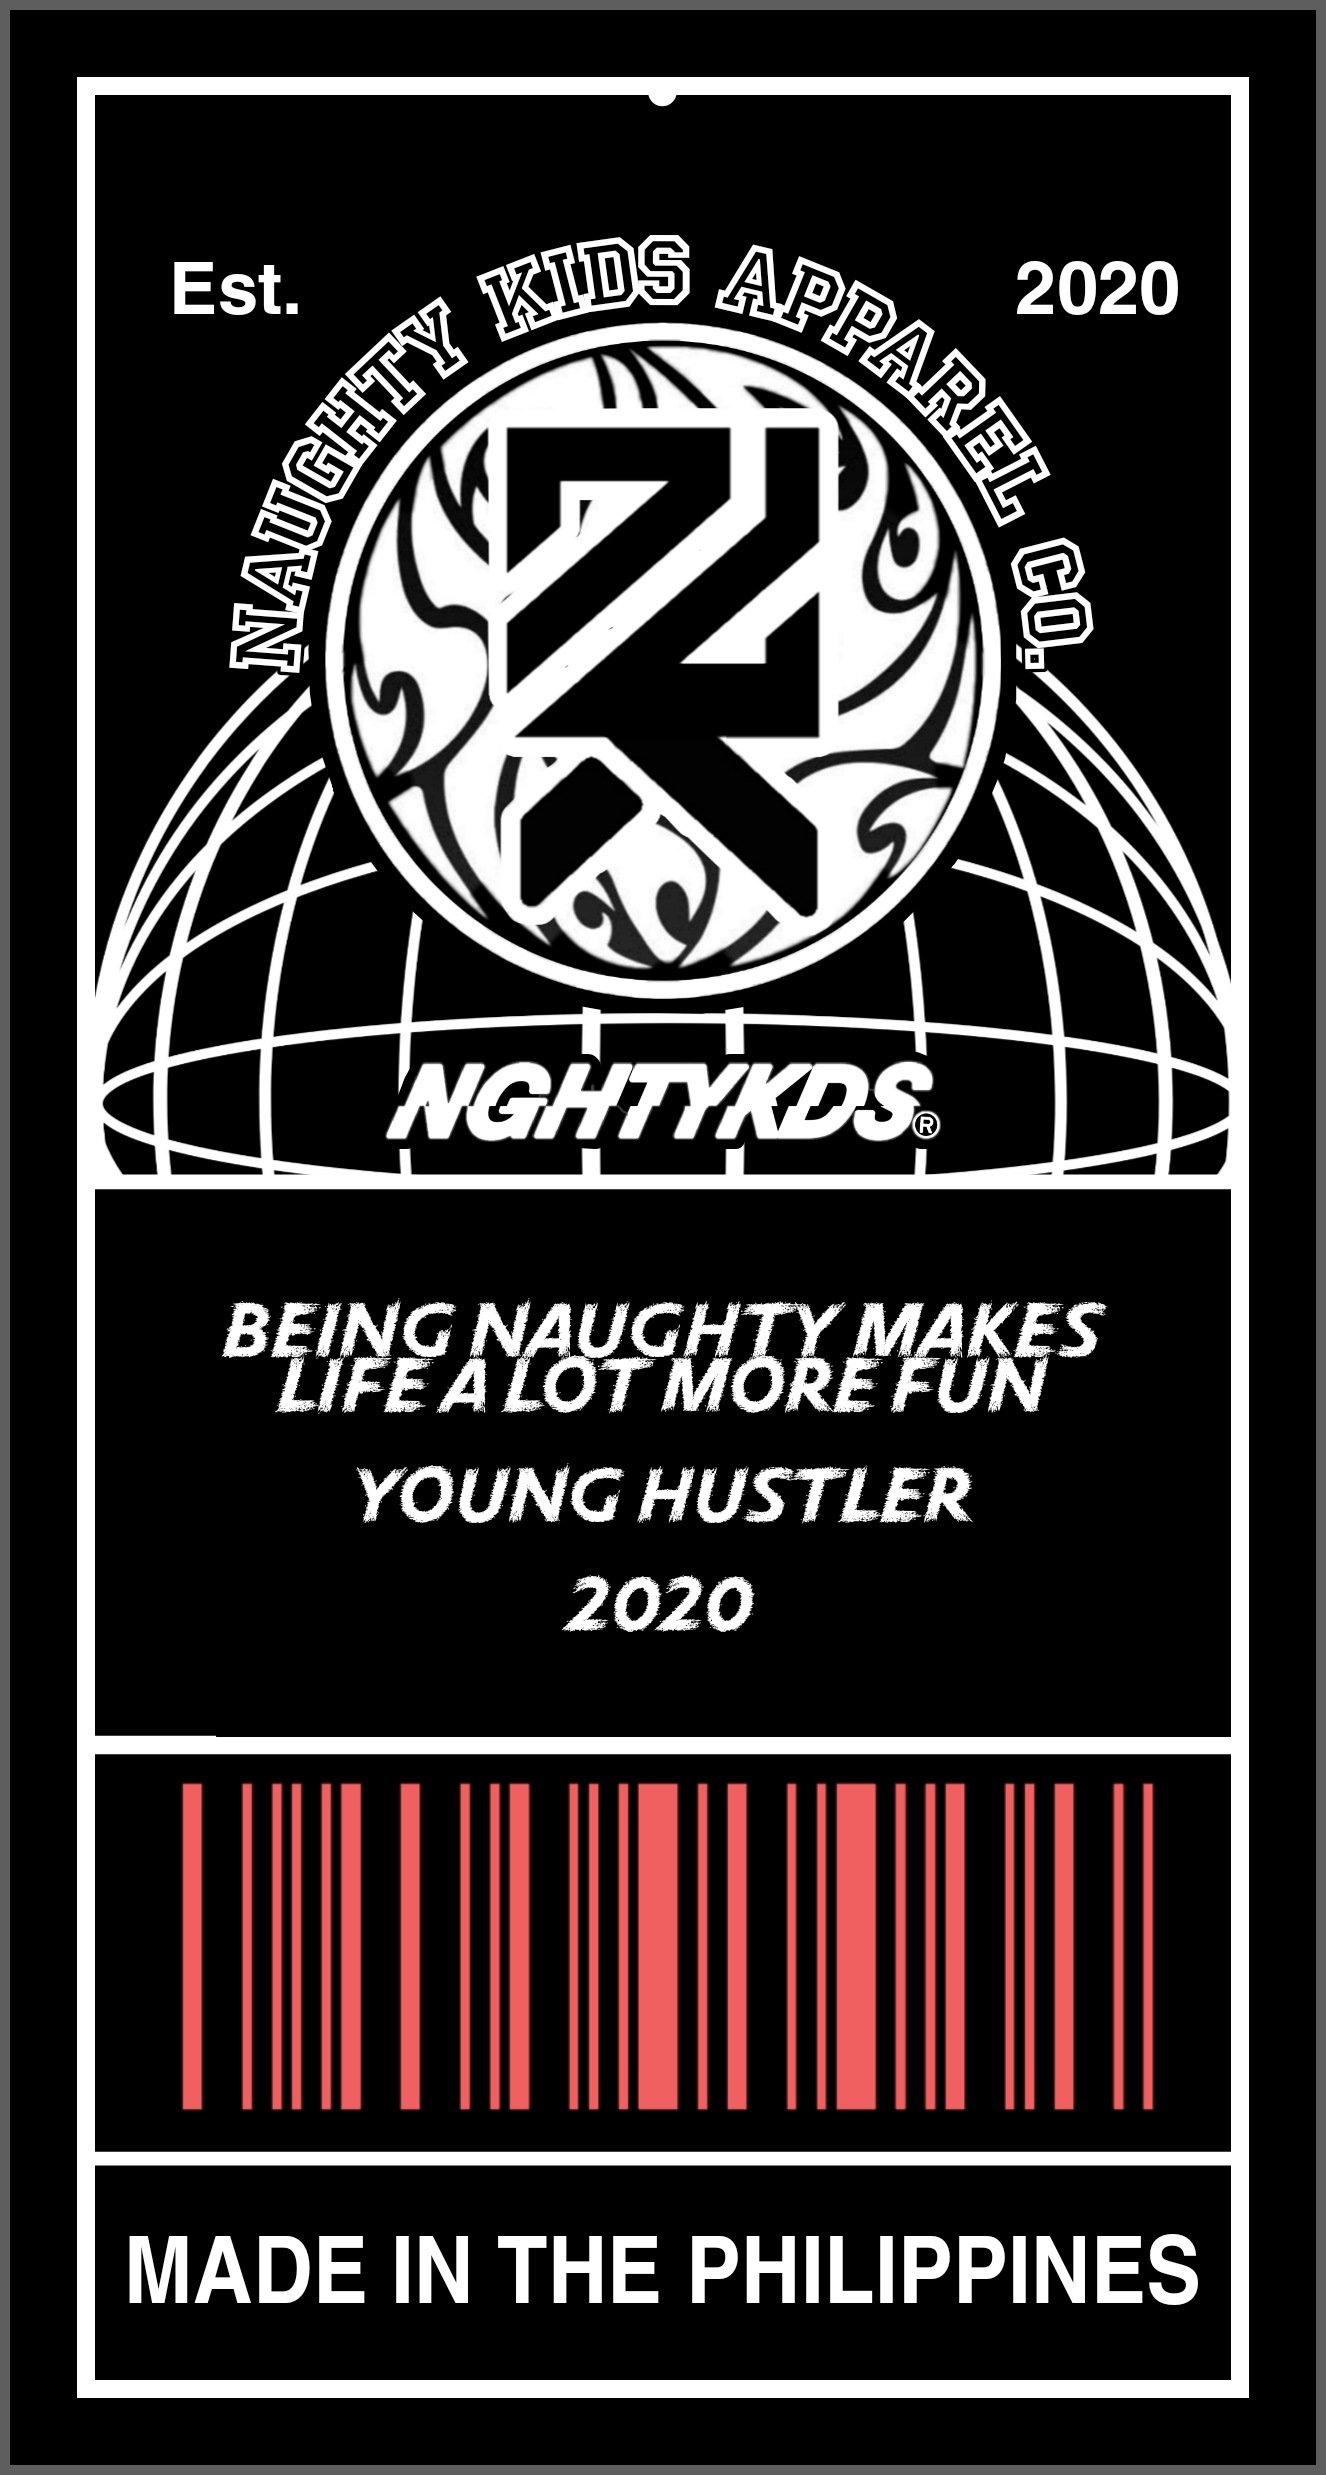 Est.
NAUGHTY KIDS APPAREL CO.
2020
NGHTYKDS®
BEING NAUGHTY MAKES
LIFE A LOT MORE FUN
YOUNG HUSTLER
2020
MADE IN THE PHILIPPINES